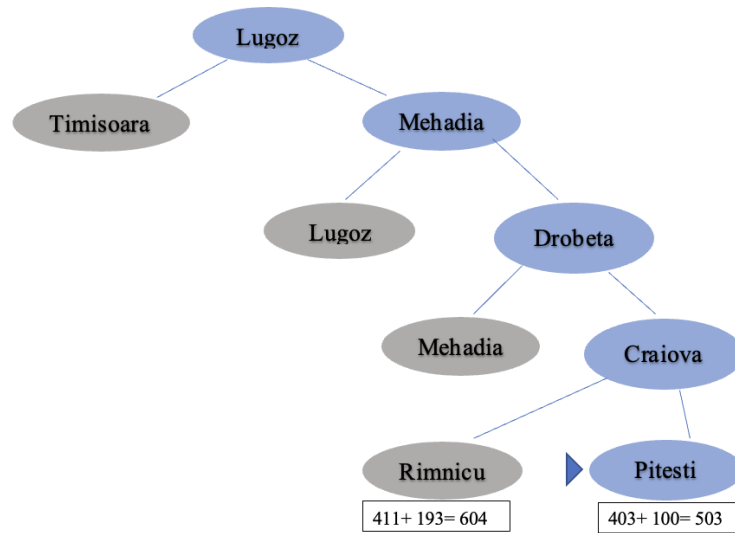 Lugoz
Timisoara
Mehadia
Lugoz
Drobeta
Mehadia
Craiova
Rimnicu
Pitesti
411+ 193= 604
403+ 100= 503